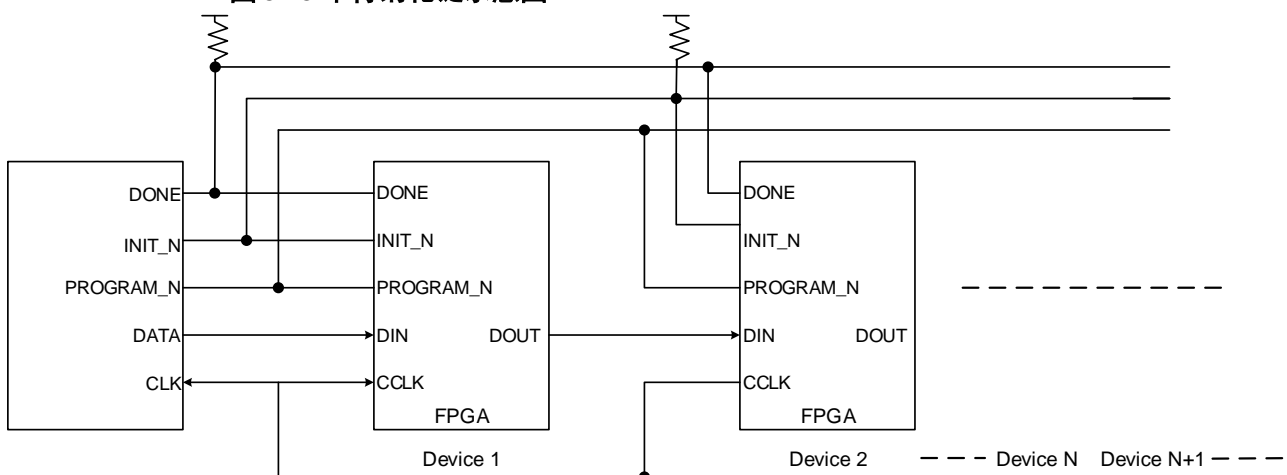 DONE
INIT_N
PROGRAM_N
DATA
CLK
DONE
INIT_N
PROGRAM_N
DIN
DOUT
CCLK
FPGA
Device 1
DONE
INIT_N
PROGRAM_N
DIN
DOUT
CCLK
FPGA
Device 2
Device N
Device N+1